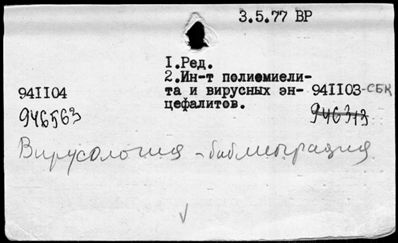 3.5.77 ВР
1.Ред.
2.Ин-т полиомиели-
та и вирусных эн-
цефалитов.
941104
941103-СБК
946563
946313
Вирусология - библиография